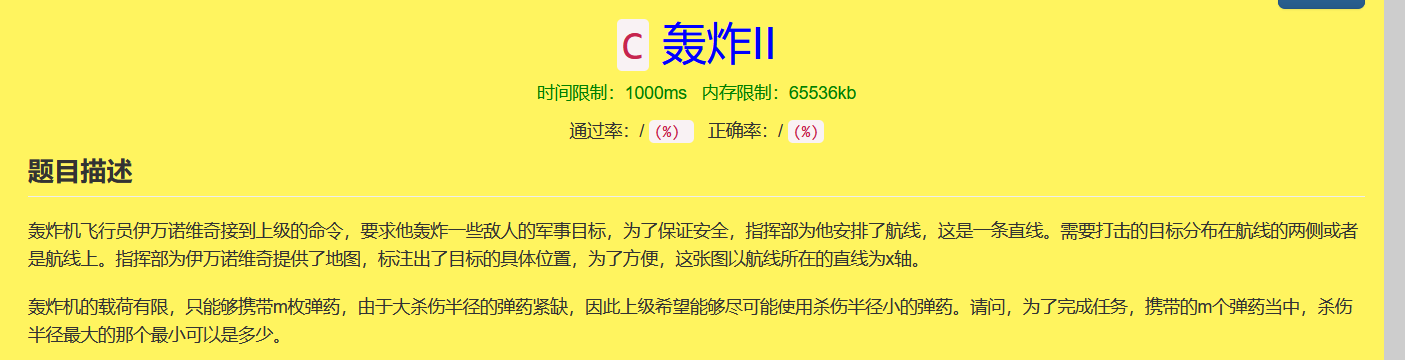 C 轰炸II
时间限制：1000ms 内存限制：65536kb
通过率：/ (%) 正确率：/ (%)
题目描述
轰炸机飞行员伊万诺维奇接到上级的命令，要求他轰炸一些敌人的军事目标，为了保证安全，指挥部为他安排了航线，这是一条直线。需要打击的目标分布在航线的两侧或者
是航线上。指挥部为伊万诺维奇提供了地图，标注出了目标的具体位置，为了方便，这张图以航线所在的直线为x轴。
轰炸机的载荷有限，只能够携带m枚弹药，由于大杀伤半径的弹药紧缺，因此上级希望能够尽可能使用杀伤半径小的弹药。请问，为了完成任务，携带的m个弹药当中，杀伤
半径最大的那个最小可以是多少。